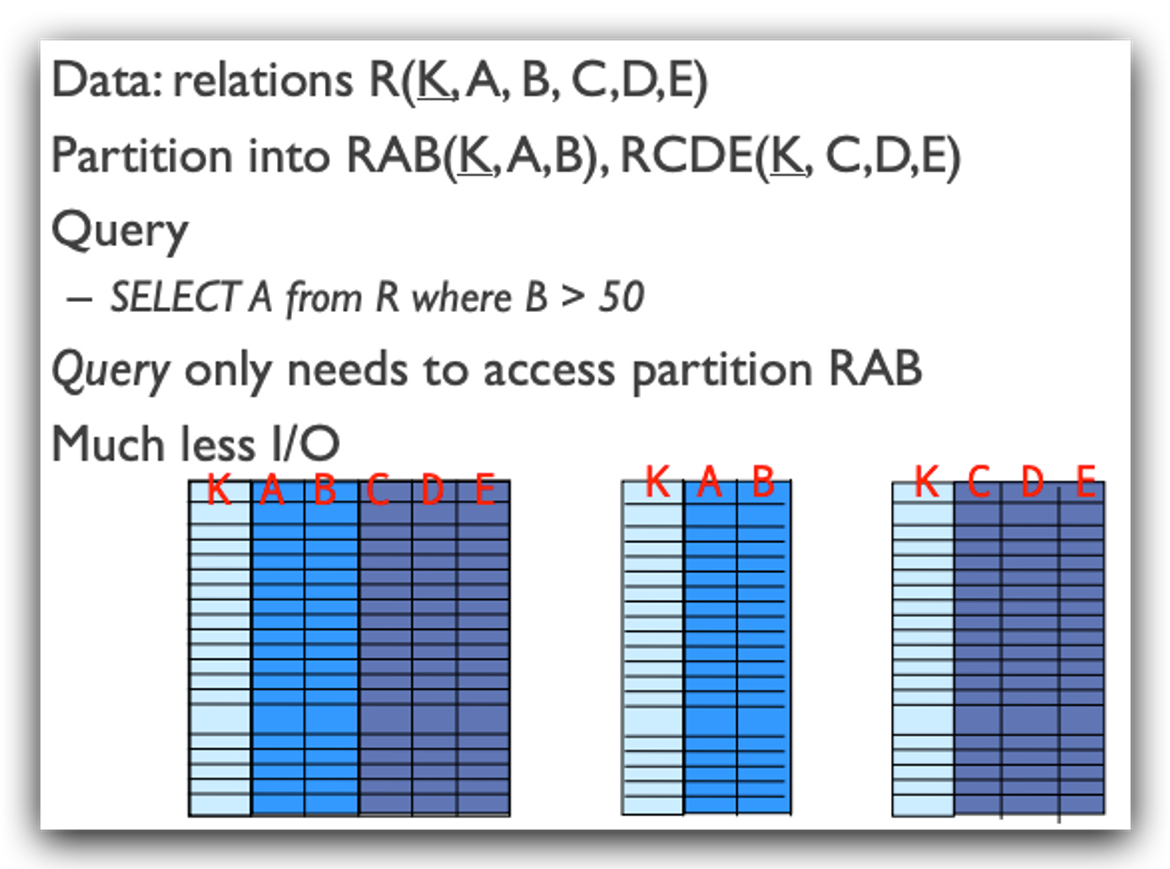 Data: relations R(K, A, B, C,D,E)
Partition into RAB(K, A,B), RCDE(K, C,D,E)
Query
– SELECT A from R where B > 50
Query only needs to access partition RAB
Much less I/O
K A B C D E
K A B
K C D E